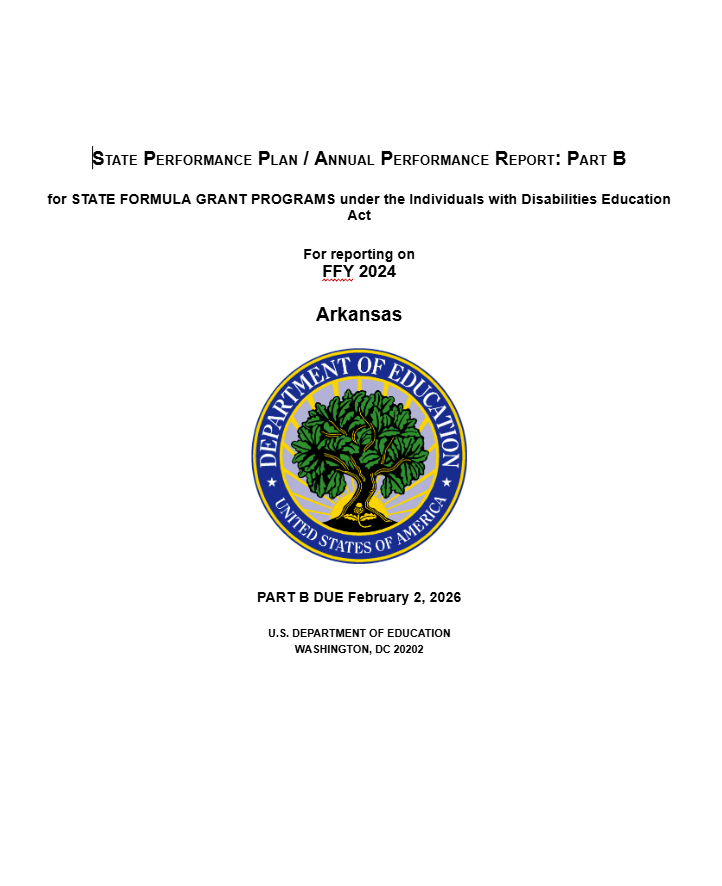 STATE PERFORMANCE PLAN / ANNUAL PERFORMANCE REPORT: PART B
for STATE FORMULA GRANT PROGRAMS under the Individuals with Disabilities Education
Act
For reporting on
FFY 2024
Arkansas
DEPARTMENT OF EDUCATION
UNITED STATES OF AMERICA
PART B DUE February 2, 2026
U.S. DEPARTMENT OF EDUCATION
WASHINGTON, DC 20202